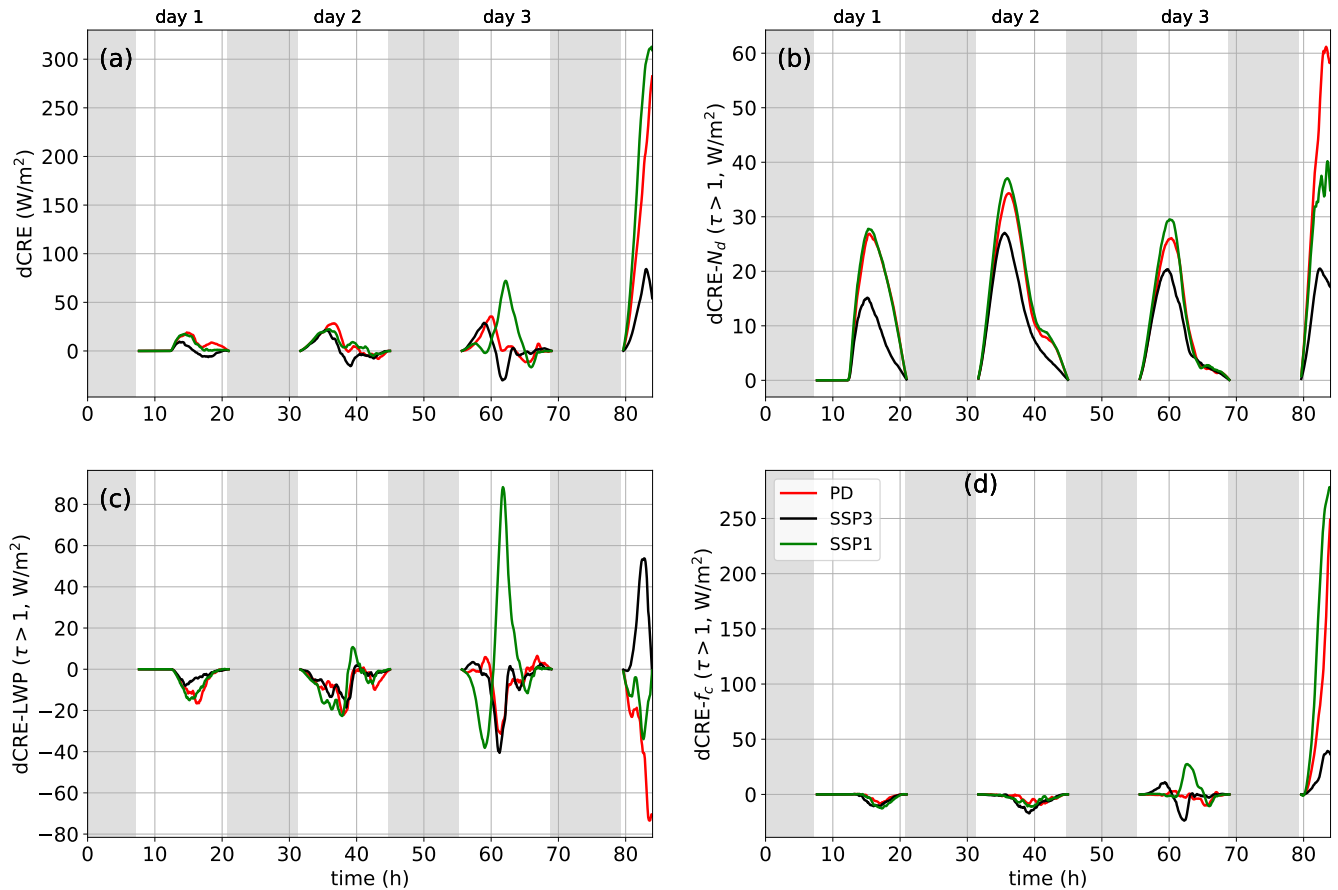 day 1 day 2 day 3
(a)
dCRE (W/m²)
300
250
200
150
100
50
0
0 10 20 30 40 50 60 70 80
day 1 day 2 day 3
(b)
dCRE-N_d (τ > 1, W/m²)
60
50
40
30
20
10
0
0 10 20 30 40 50 60 70 80
(c)
dCRE-LWP (τ > 1, W/m²)
80
60
40
20
0
−20
−40
−60
−80
0 10 20 30 40 50 60 70 80
time (h)
(d)
PD
SSP3
SSP1
dCRE-f_c (τ > 1, W/m²)
250
200
150
100
50
0
0 10 20 30 40 50 60 70 80
time (h)